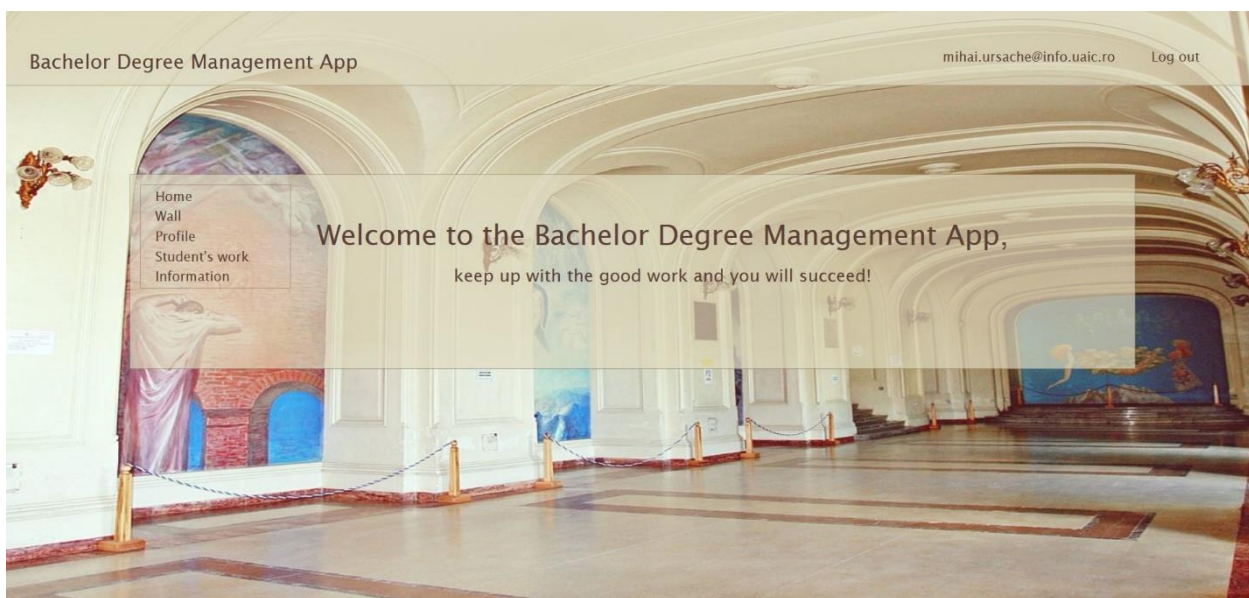 Bachelor Degree Management App
mihai.ursache@info.uaic.ro Log out
Home
Wall
Profile
Student's work
Information
Welcome to the Bachelor Degree Management App,
keep up with the good work and you will succeed!